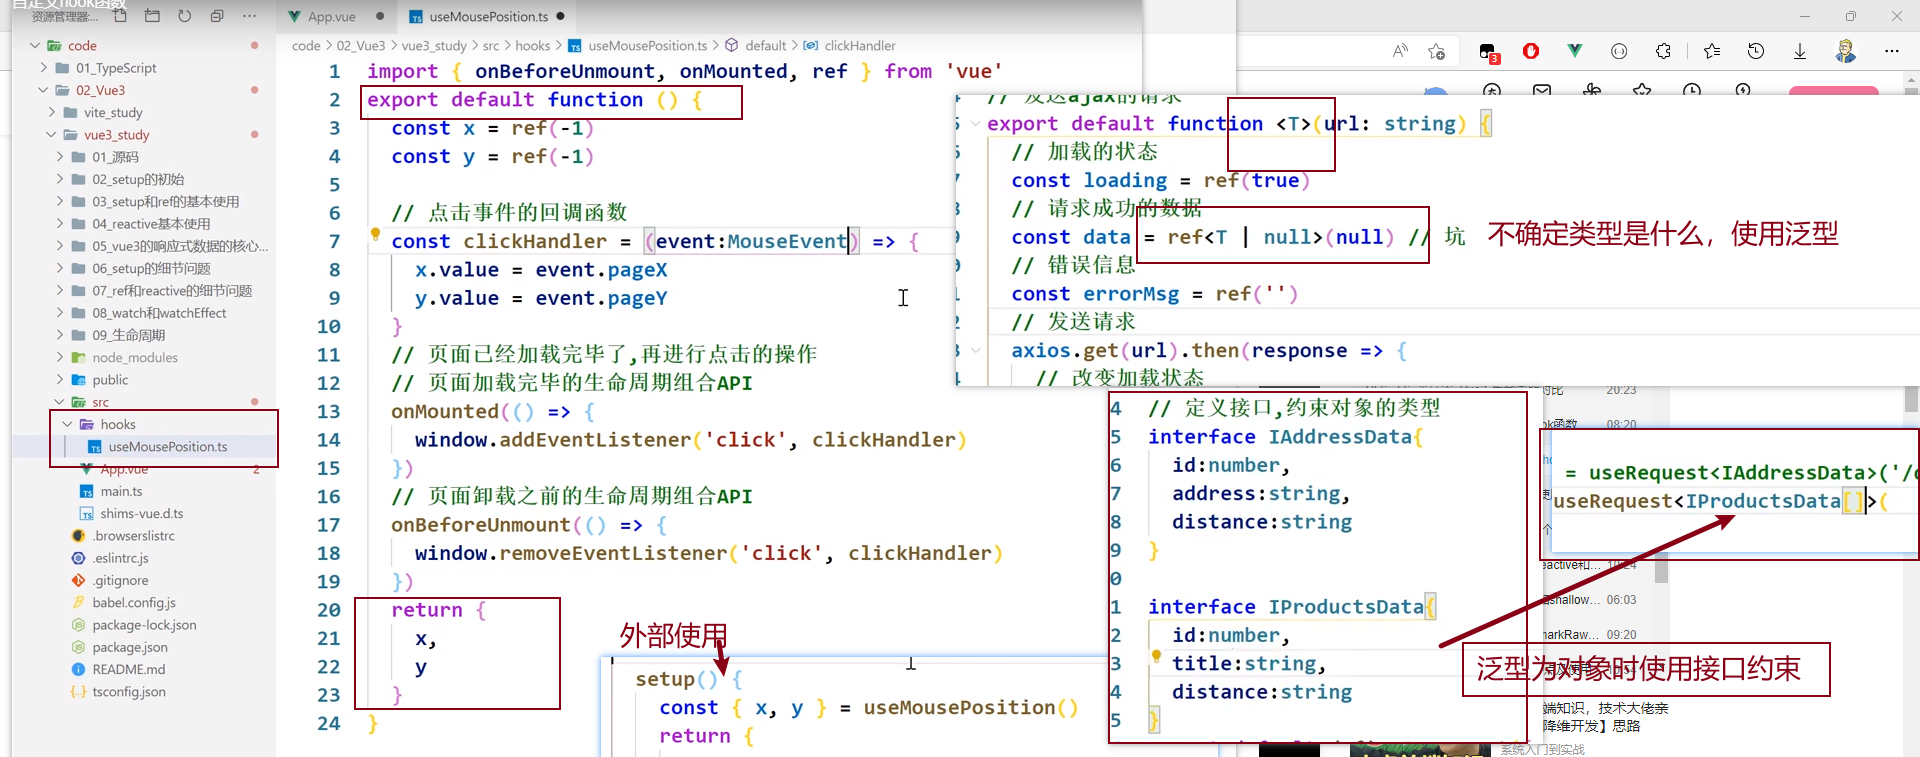 自定义hook函数
资源管理器:...
code
01_TypeScript
02_Vue3
vite_study
vue3_study
01_源码
02_setup的初始
03_setup和ref的基本使用
04_reactive基本使用
05_vue3的响应式数据的核心...
06_setup的细节问题
07_ref和reactive的细节问题
08_watch和watchEffect
09_生命周期
node_modules
public
src
hooks
useMousePosition.ts
App.vue 2
main.ts
shims-vue.d.ts
.browserslistrc
.eslintrc.js
.gitignore
babel.config.js
package-lock.json
package.json
README.md
tsconfig.json
App.vue
useMousePosition.ts
code > 02_Vue3 > vue3_study > src > hooks > useMousePosition.ts > default > clickHandler
1 import { onBeforeUnmount, onMounted, ref } from 'vue'
2 export default function () {
3 const x = ref(-1)
4 const y = ref(-1)
5
6 // 点击事件的回调函数
7 const clickHandler = (event:MouseEvent) => {
8 x.value = event.pageX
9 y.value = event.pageY
10 }
11 // 页面已经加载完毕了,再进行点击的操作
12 // 页面加载完毕的生命周期组合API
13 onMounted(() => {
14 window.addEventListener('click', clickHandler)
15 })
16 // 页面卸载之前的生命周期组合API
17 onBeforeUnmount(() => {
18 window.removeEventListener('click', clickHandler)
19 })
20 return {
21 x,
22 y
23 }
24 }
外部使用
setup() {
const { x, y } = useMousePosition()
return {
3
// 发送ajax的请求
export default function <T>(url: string) {
// 加载的状态
const loading = ref(true)
// 请求成功的数据
const data = ref<T | null>(null) // 坑
不确定类型是什么，使用泛型
// 错误信息
const errorMsg = ref('')
// 发送请求
axios.get(url).then(response => {
// 改变加载状态
4 // 定义接口,约束对象的类型
5 interface IAddressData{
6 id:number,
7 address:string,
8 distance:string
9 }
0
1 interface IProductsData{
2 id:number,
3 title:string,
4 distance:string
5 }
20:23
08:20
= useRequest<IAddressData>('/
useRequest<IProductsData[]>(
eactive和... 10:24
shallow... 06:03
markRaw... 09:20
泛型为对象时使用接口约束
端知识，技术大佬亲
降维开发】思路
系统入门到实战